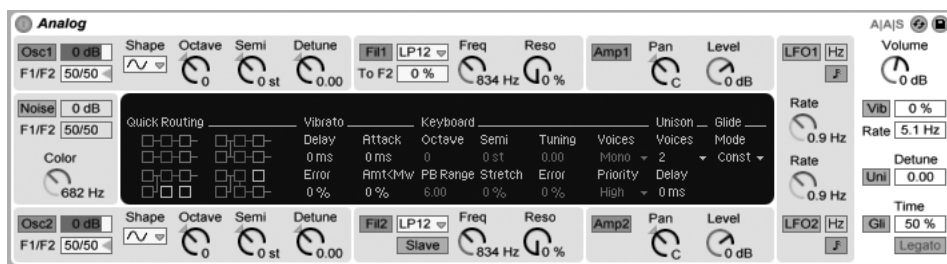 Analog A|A|S
Osc1 0 dB Shape Octave Semi Detune Fil1 LP12 Freq Reso Amp1 Pan Level LFO1 Hz Volume
F1/F2 50/50 0 0 st 0.00 To F2 0 % 834 Hz 0 % C 0 dB 0 dB
Noise 0 dB Rate Vib 0 %
F1/F2 50/50 Quick Routing Vibrato Keyboard Unison Glide 0.9 Hz Rate 5.1 Hz
Delay Attack Octave Semi Tuning Voices Voices Mode
Color 0 ms 0 ms 0 0 st 0.00 Mono 2 Const Rate Detune
Error Amt<Mw PB Range Stretch Error Priority Delay Uni 0.00
682 Hz 0 % 0 % 6.00 0 % 0 % High 0 ms 0.9 Hz
Osc2 0 dB Shape Octave Semi Detune Fil2 LP12 Freq Reso Amp2 Pan Level LFO2 Hz Time
Gli 50 %
F1/F2 50/50 0 0 st 0.00 Slave 834 Hz 0 % C 0 dB Legato